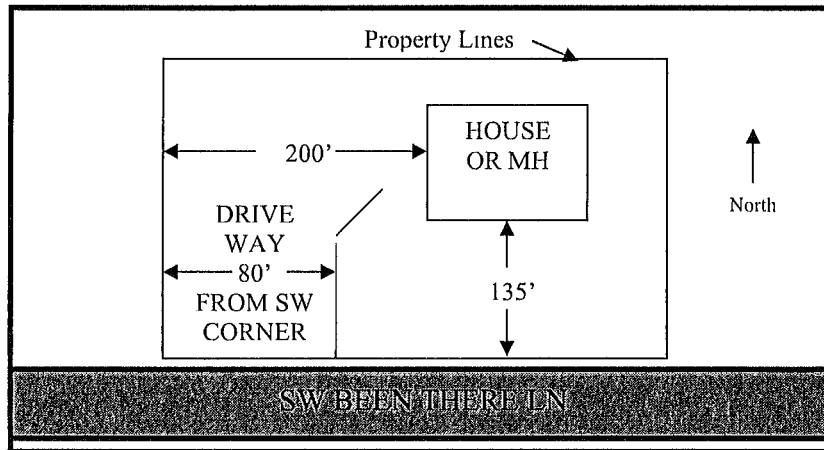 Property Lines
HOUSE
OR MH
200'
North
DRIVE
WAY
80'
FROM SW
CORNER
135'
SW BEEN THERE LN